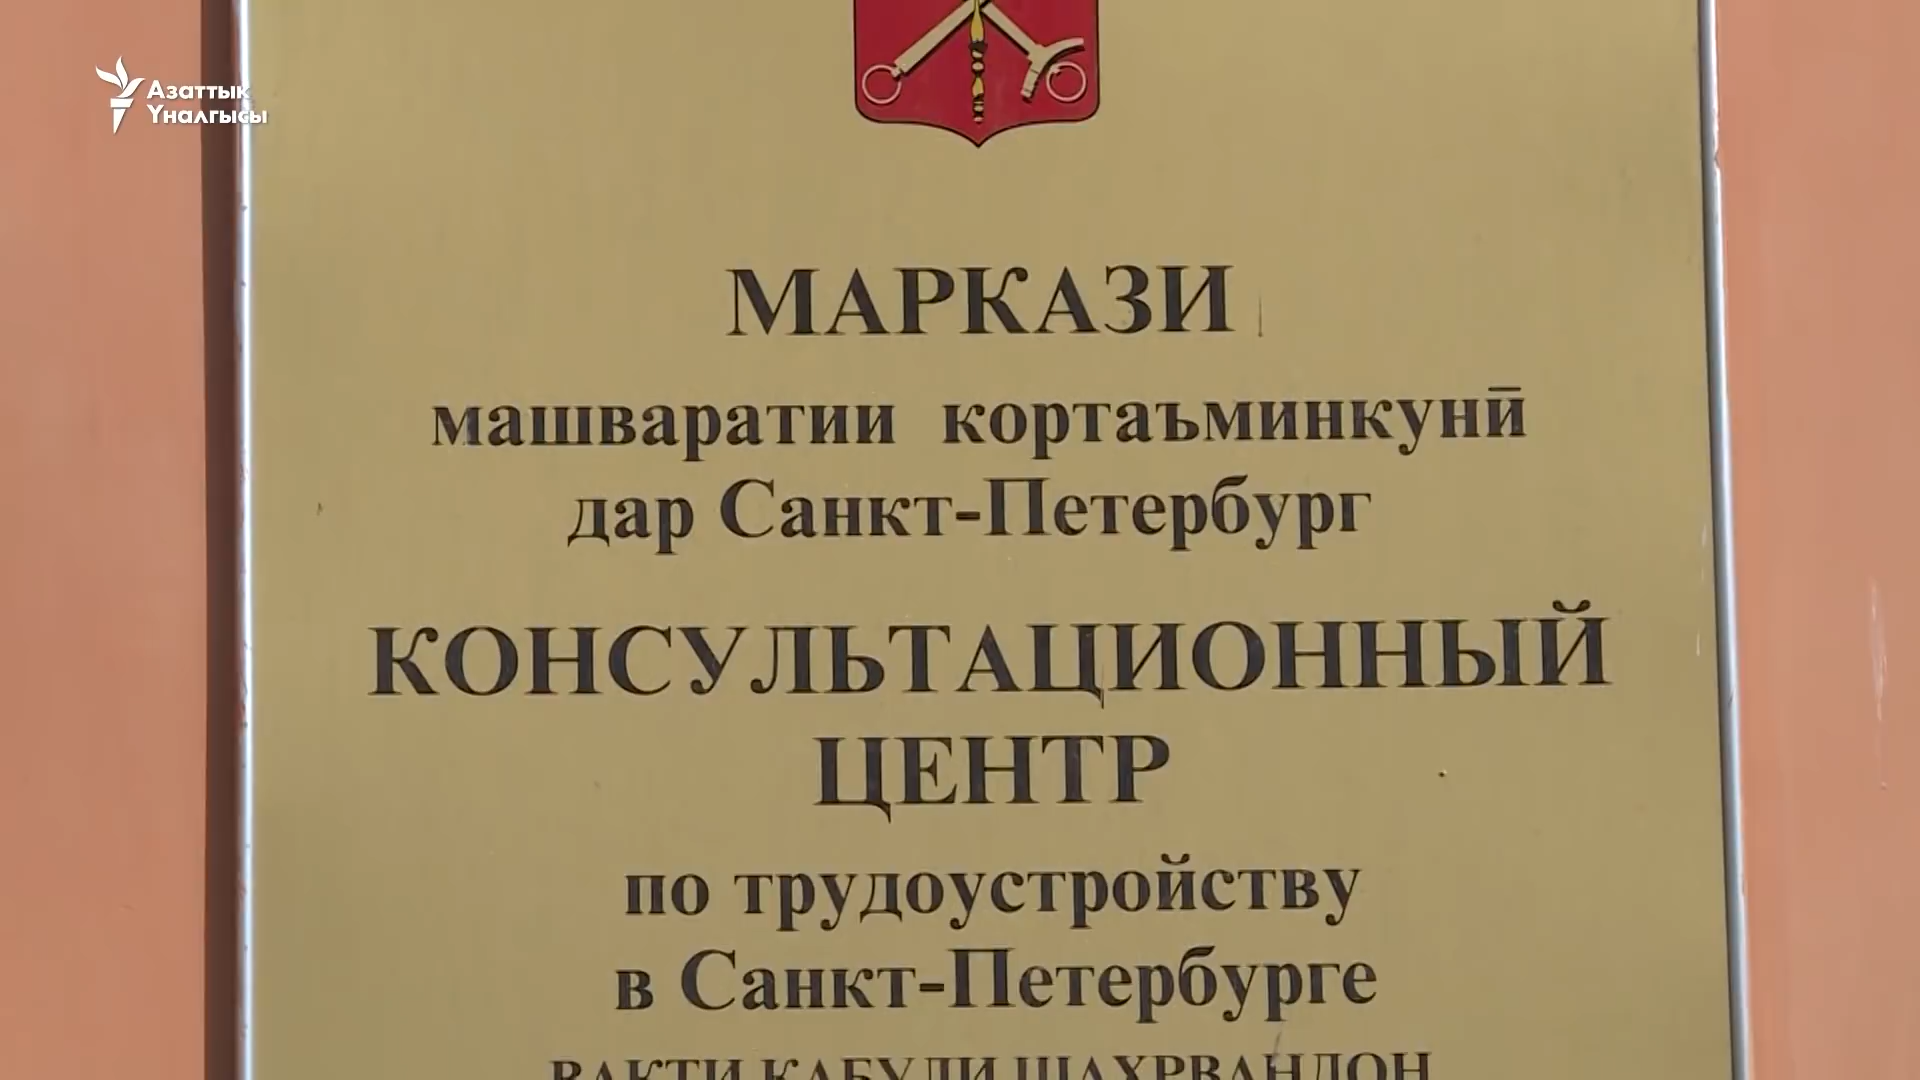 Азаттык
Үналгысы
МАРКАЗИ
машваратии кортаъминкунӣ
дар Санкт-Петербург
КОНСУЛЬТАЦИОННЫЙ
ЦЕНТР
по трудоустройству
в Санкт-Петербурге
ВАКТИ КАБУЛИ ШАХРВАНДОН